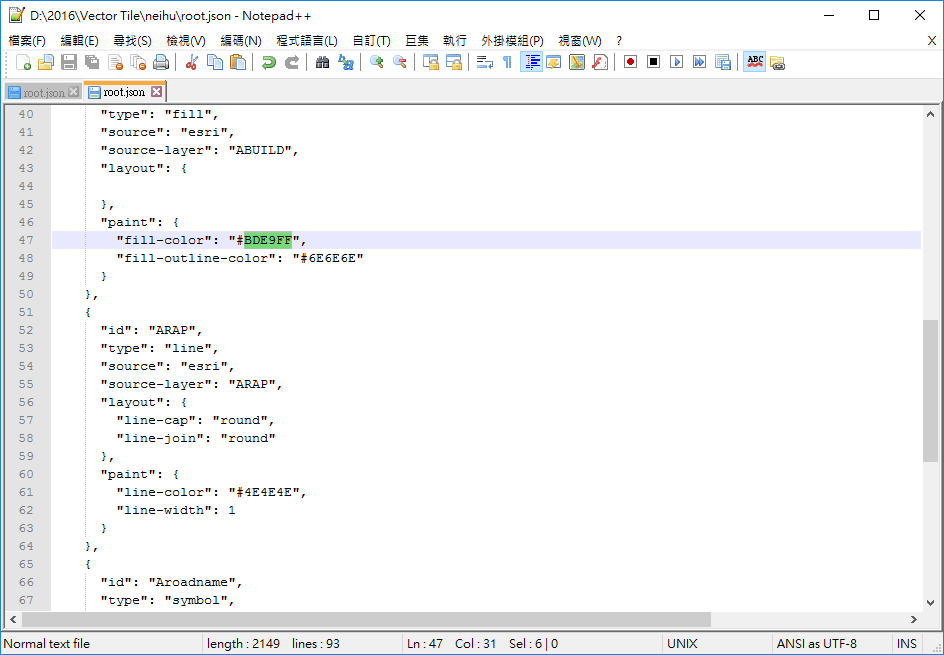 D:\2016\Vector Tile\neihu\root.json - Notepad++
檔案(F) 編輯(E) 尋找(S) 檢視(V) 編碼(N) 程式語言(L) 自訂(T) 巨集 執行 外掛模組(P) 視窗(W) ? X
ABC
root.json root.json
40 "type": "fill",
41 "source": "esri",
42 "source-layer": "ABUILD",
43 "layout": {
44
45 },
46 "paint": {
47 "fill-color": "#BDE9FF",
48 "fill-outline-color": "#6E6E6E"
49 }
50 },
51 {
52 "id": "ARAP",
53 "type": "line",
54 "source": "esri",
55 "source-layer": "ARAP",
56 "layout": {
57 "line-cap": "round",
58 "line-join": "round"
59 },
60 "paint": {
61 "line-color": "#4E4E4E",
62 "line-width": 1
63 }
64 },
65 {
66 "id": "Aroadname",
67 "type": "symbol",
Normal text file length : 2149 lines : 93 Ln : 47 Col : 31 Sel : 6 | 0 UNIX ANSI as UTF-8 INS